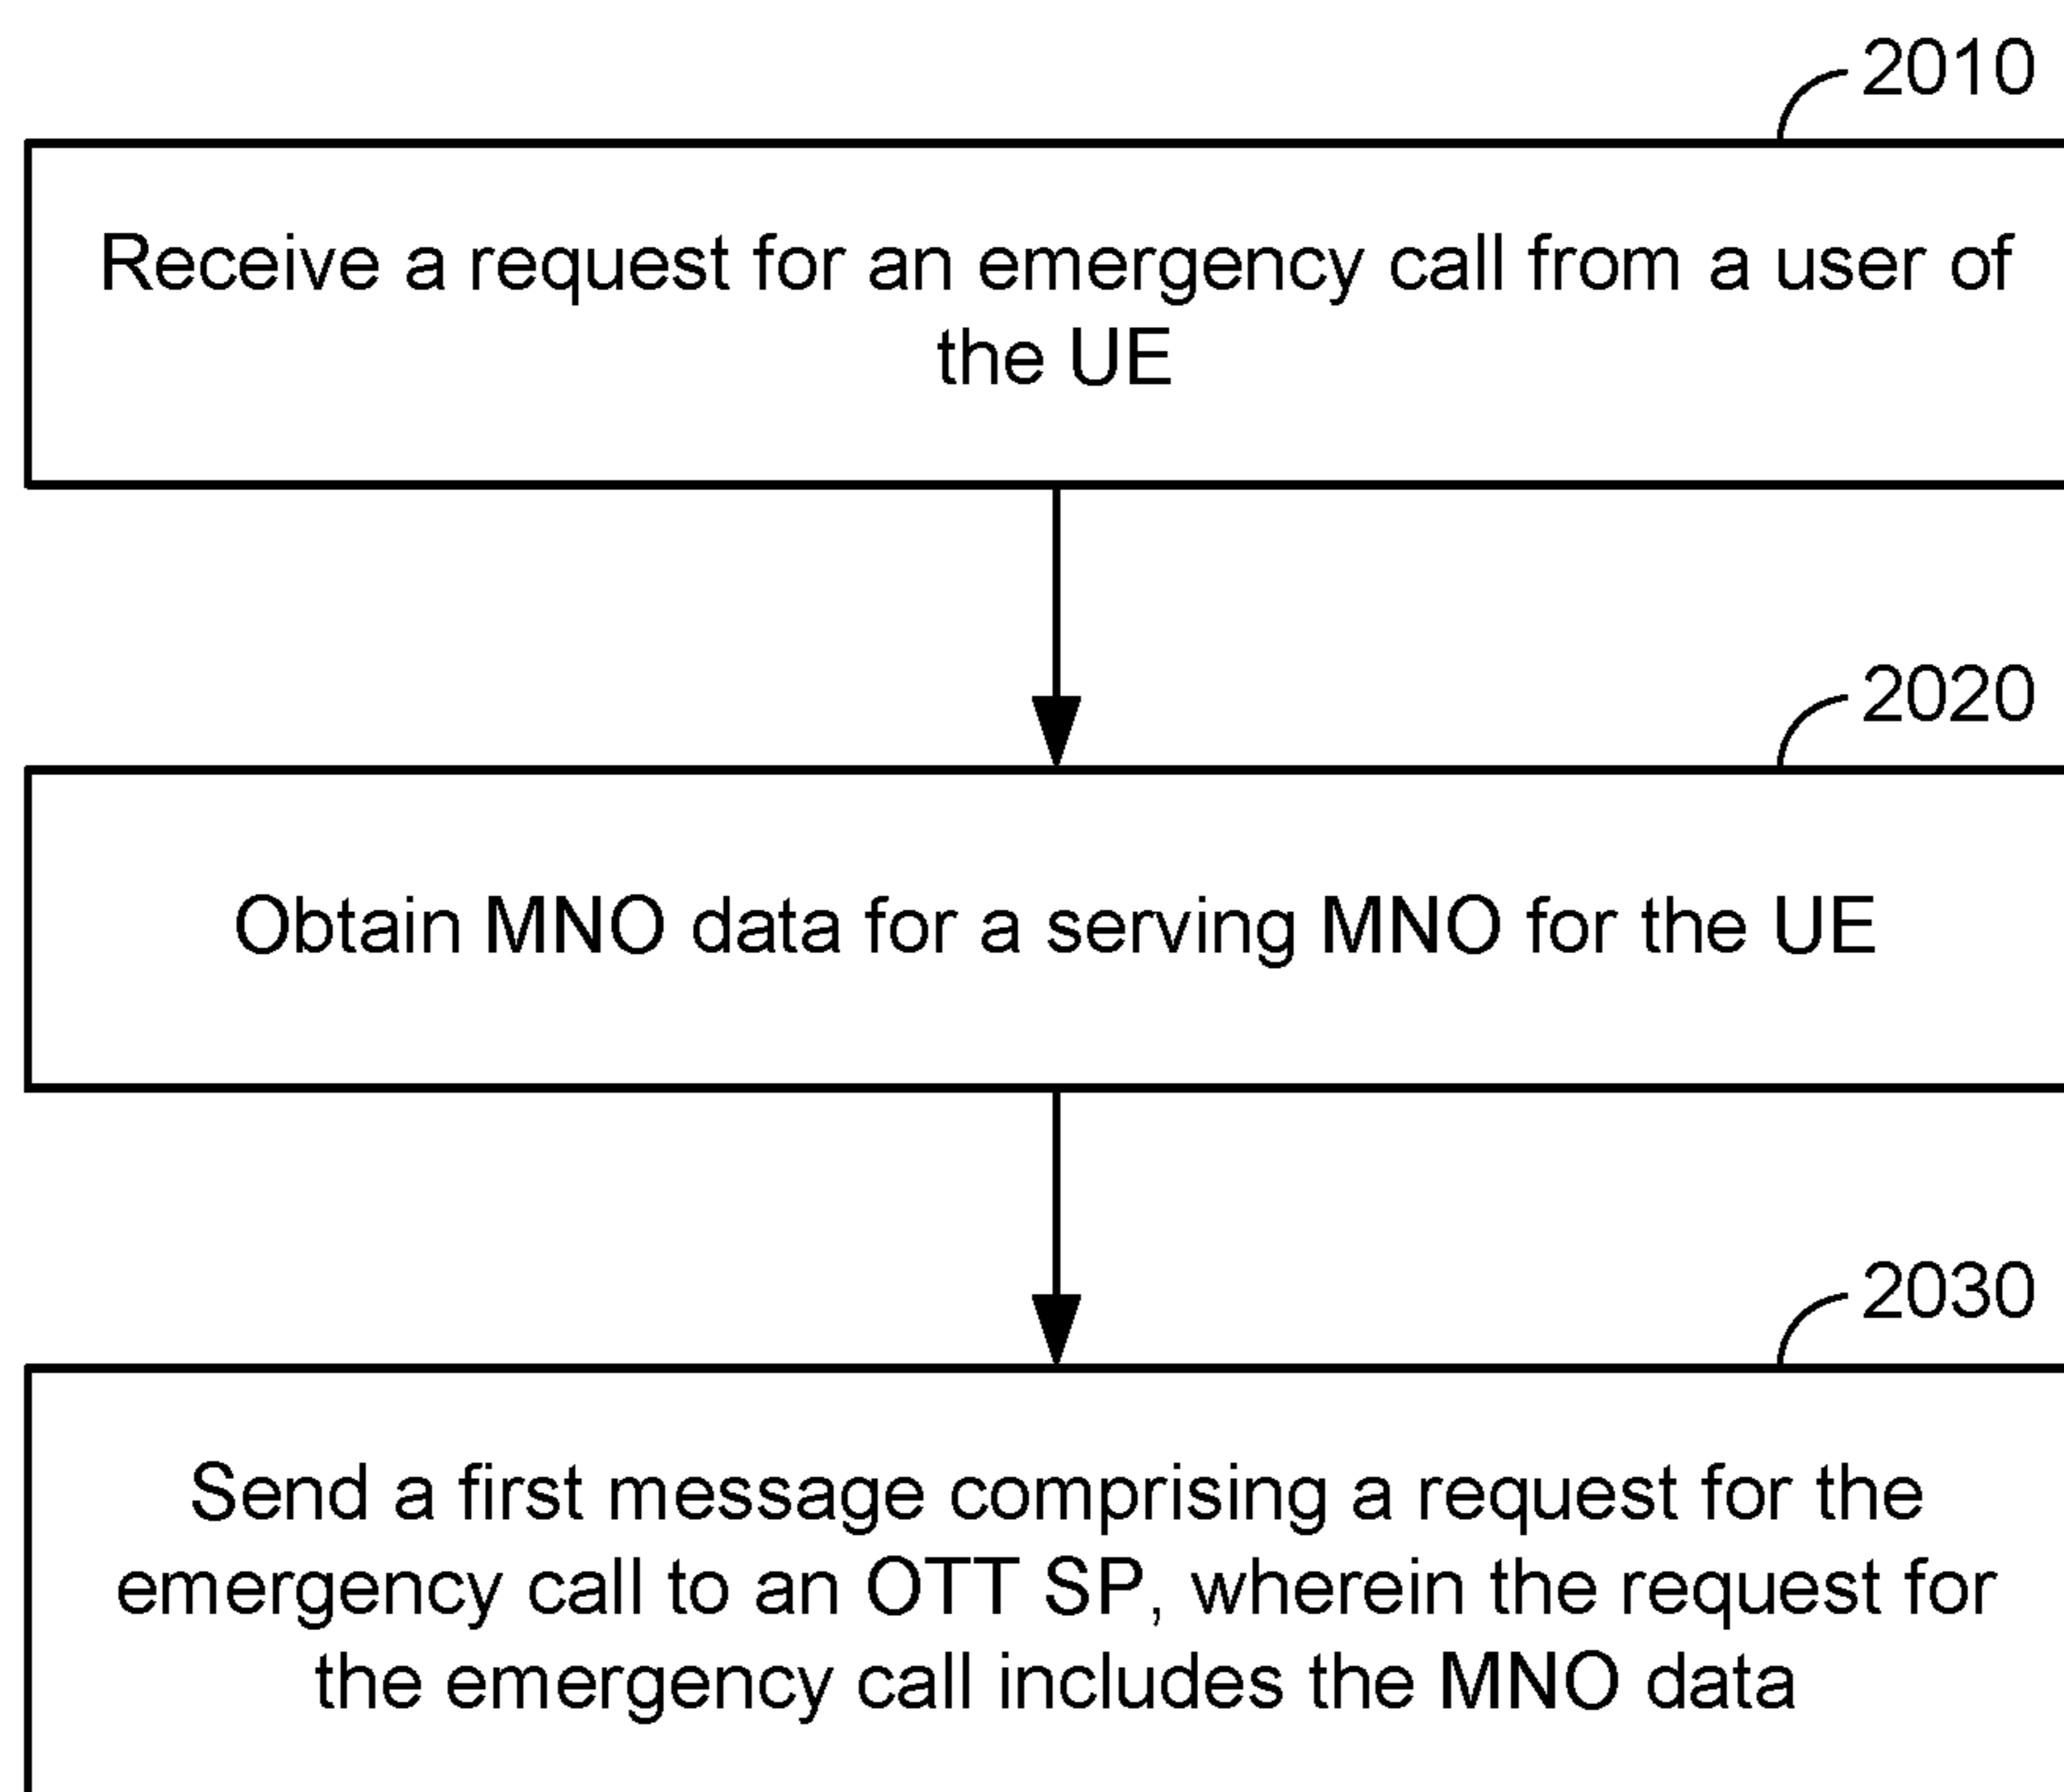 2010
Receive a request for an emergency call from a user of
the UE
2020
Obtain MNO data for a serving MNO for the UE
2030
Send a first message comprising a request for the
emergency call to an OTT SP, wherein the request for
the emergency call includes the MNO data